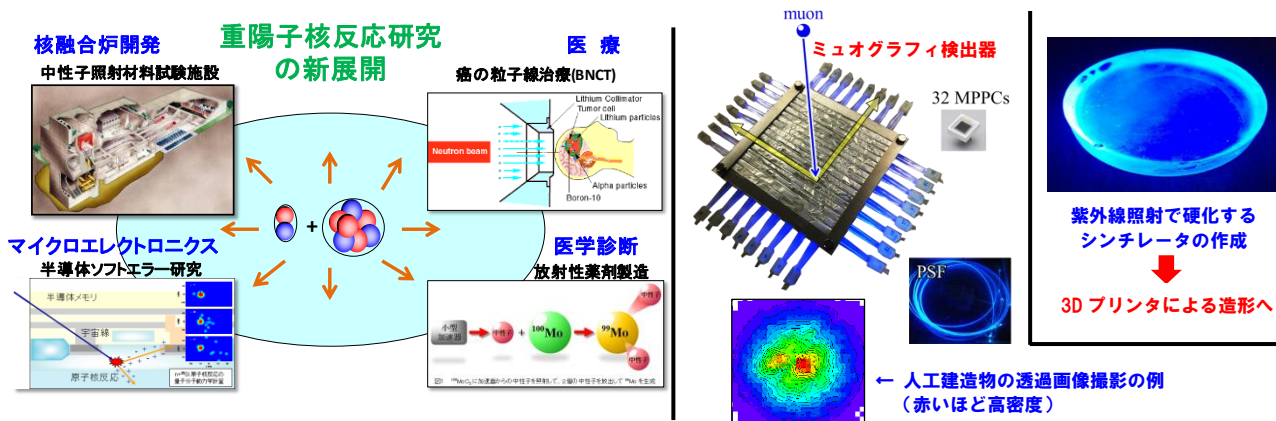 重陽子核反応研究
の新展開
核融合炉開発
中性子照射材料試験施設
医 療
癌の粒子線治療(BNCT)
Lithium Collimator
Tumor cell
Lithium particles
Neutron beam
Alpha particles
Boron-10
+
マイクロエレクトロニクス
半導体ソフトエラー研究
半導体メモリ
宇宙線
原子核反応
量子分子動力学計算
医学診断
放射性薬剤製造
小型
加速器
中性子
+
¹⁰⁰Mo
⁹⁹Mo
中性子
中性子
muon
ミュオグラフィ検出器
32 MPPCs
PSF
← 人工建造物の透過画像撮影の例
(赤いほど高密度)
紫外線照射で硬化する
シンチレータの作成
3D プリンタによる造形へ